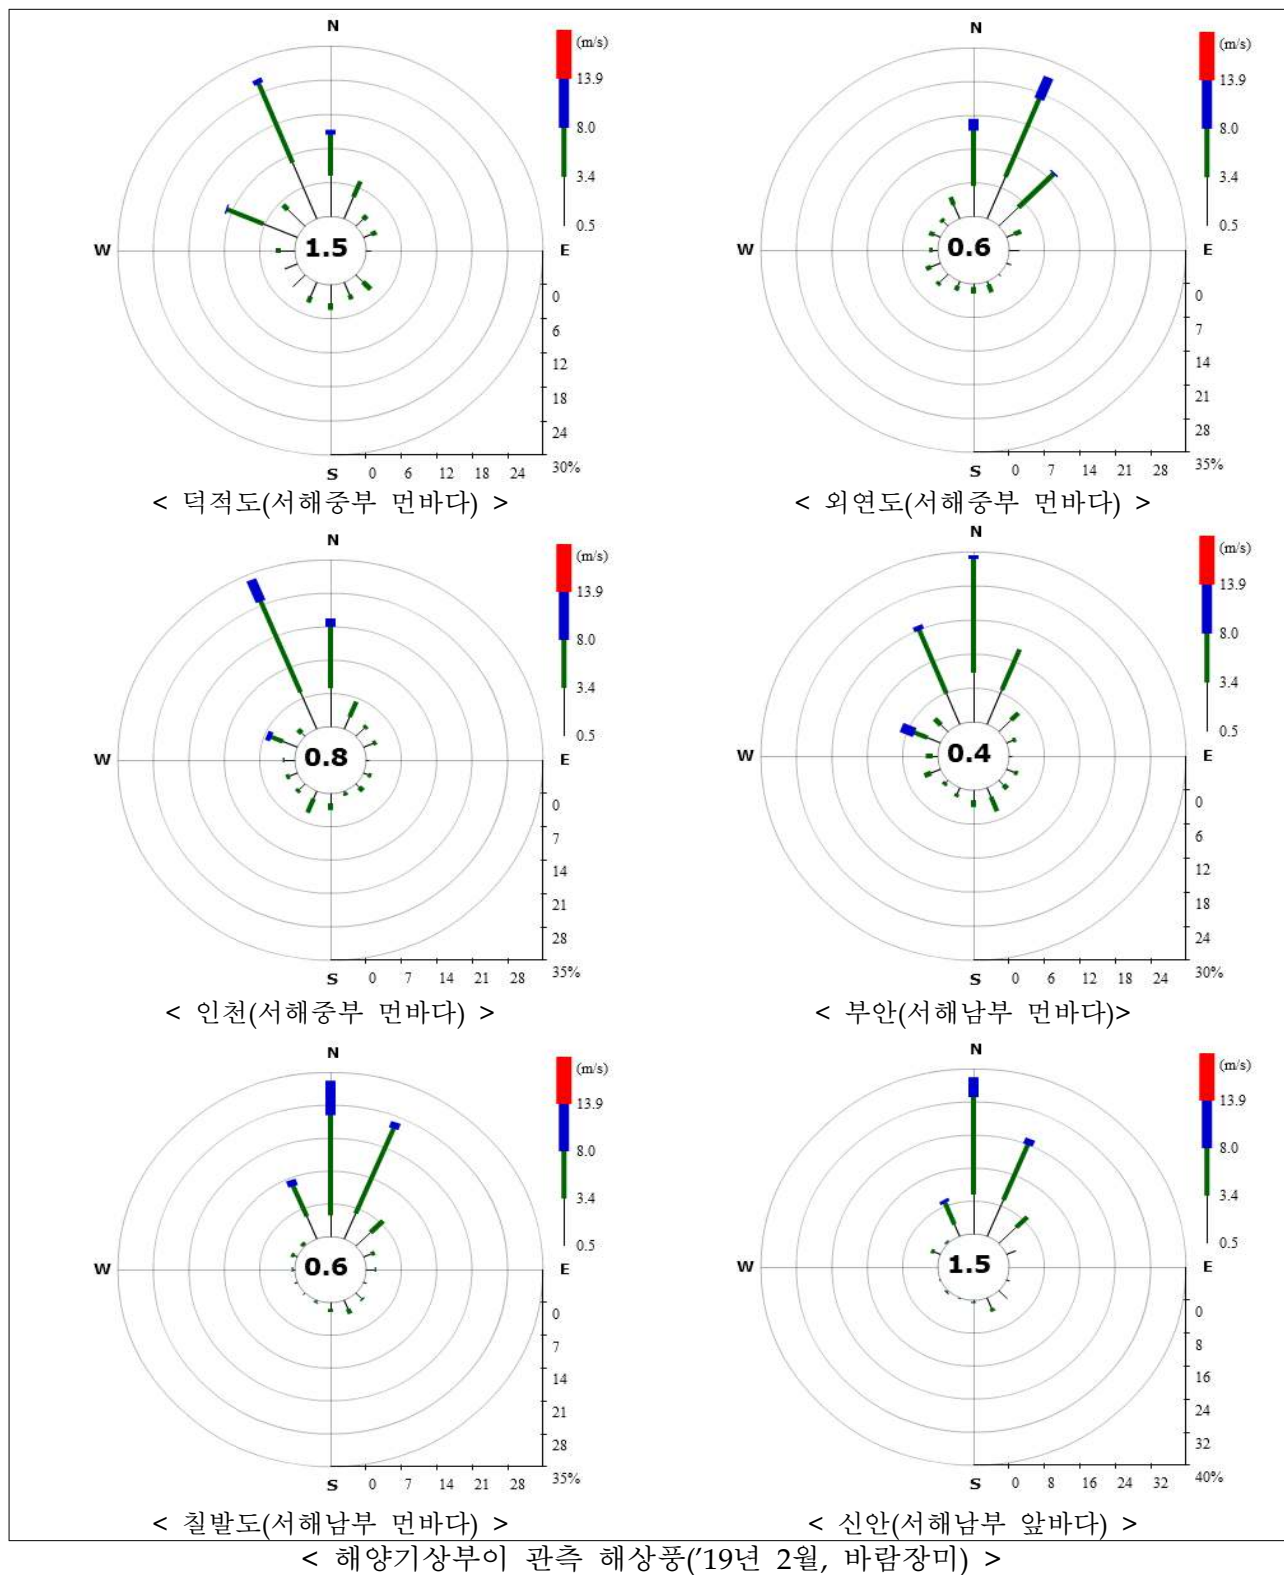 N
(m/s)
13.9
8.0
3.4
0.5
W
1.5
E
0
6
12
18
24
30%
S
0 6 12 18 24
< 덕적도(서해중부 먼바다) >
N
(m/s)
13.9
8.0
3.4
0.5
W
0.6
E
0
7
14
21
28
35%
S
0 7 14 21 28
< 외연도(서해중부 먼바다) >
N
(m/s)
13.9
8.0
3.4
0.5
W
0.8
E
0
7
14
21
28
35%
S
0 7 14 21 28
< 인천(서해중부 먼바다) >
N
(m/s)
13.9
8.0
3.4
0.5
W
0.4
E
0
6
12
18
24
30%
S
0 6 12 18 24
< 부안(서해남부 먼바다)>
N
(m/s)
13.9
8.0
3.4
0.5
W
0.6
E
0
7
14
21
28
35%
S
0 7 14 21 28
< 칠발도(서해남부 먼바다) >
N
(m/s)
13.9
8.0
3.4
0.5
W
1.5
E
0
8
16
24
32
40%
S
0 8 16 24 32
< 신안(서해남부 앞바다) >
< 해양기상부이 관측 해상풍('19년 2월, 바람장미) >